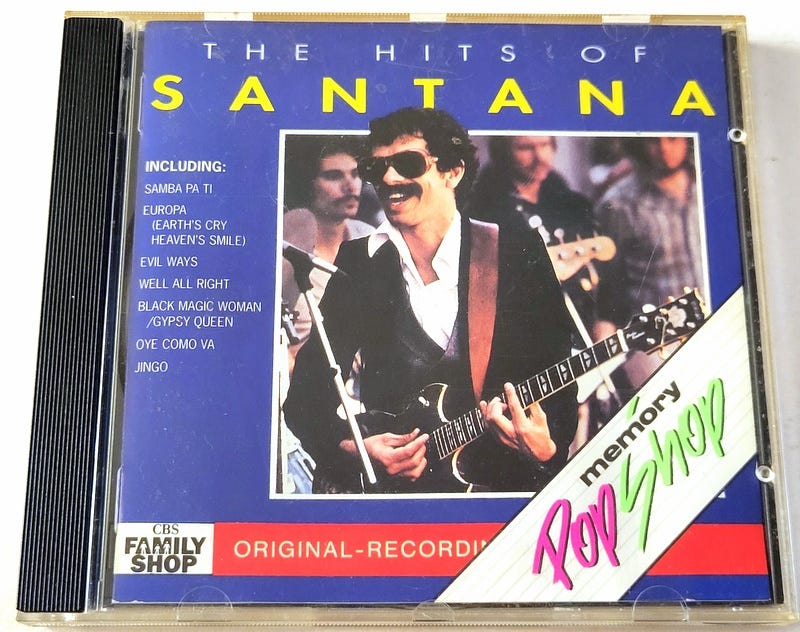 THE HITS OF
SANTANA
INCLUDING:
SAMBA PA TI
EUROPA
(EARTH'S CRY
HEAVEN'S SMILE)
EVIL WAYS
WELL ALL RIGHT
BLACK MAGIC WOMAN
/GYPSY QUEEN
OYE COMO VA
JINGO
memory
Pop Shop
CBS
FAMILY
SHOP
ORIGINAL-RECORDIN